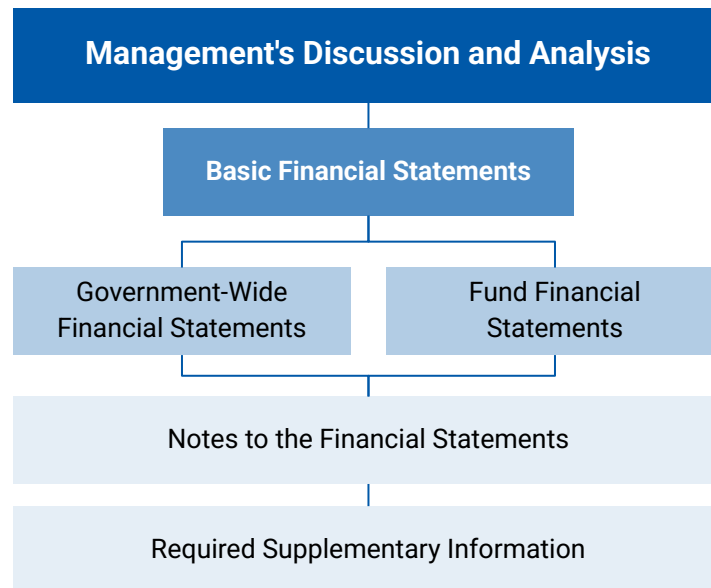 Management's Discussion and Analysis
Basic Financial Statements
Government-Wide
Financial Statements
Fund Financial
Statements
Notes to the Financial Statements
Required Supplementary Information